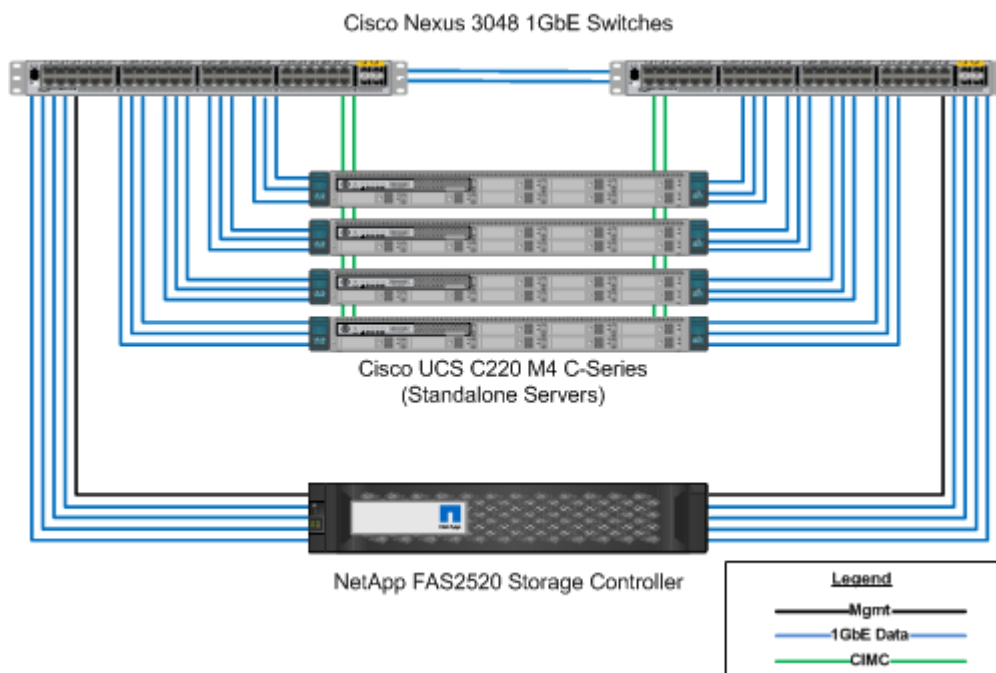 Cisco Nexus 3048 1GbE Switches
Cisco UCS C220 M4 C-Series
(Standalone Servers)
NetApp
NetApp FAS2520 Storage Controller
Legend
Mgmt
1GbE Data
CIMC